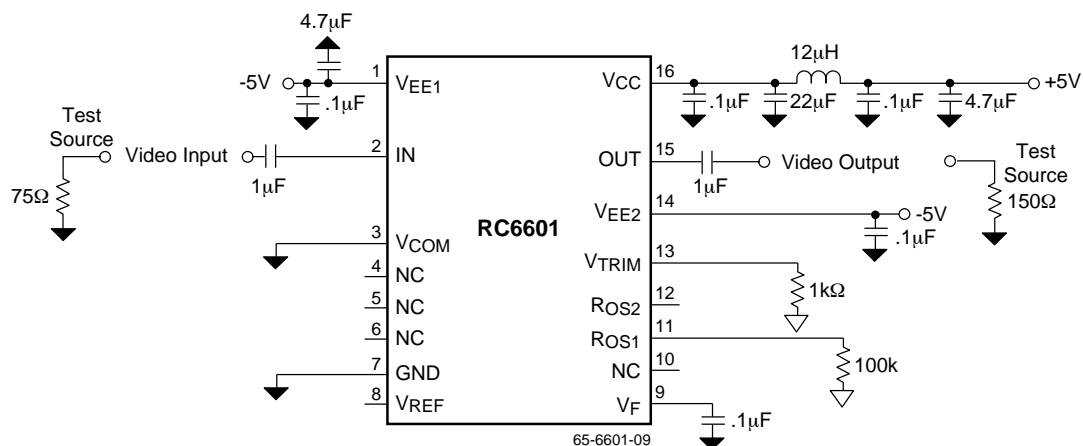 4.7µF
-5V
.1µF
1
VEE1
Test
Source
Video Input
1µF
2
IN
75Ω
3
VCOM
4
NC
5
NC
6
NC
7
GND
8
VREF
RC6601
VCC
16
12µH
+5V
.1µF
22µF
.1µF
4.7µF
OUT
15
1µF
Video Output
Test
Source
150Ω
VEE2
14
-5V
.1µF
VTRIM
13
1kΩ
ROS2
12
ROS1
11
100k
NC
10
VF
9
.1µF
65-6601-09